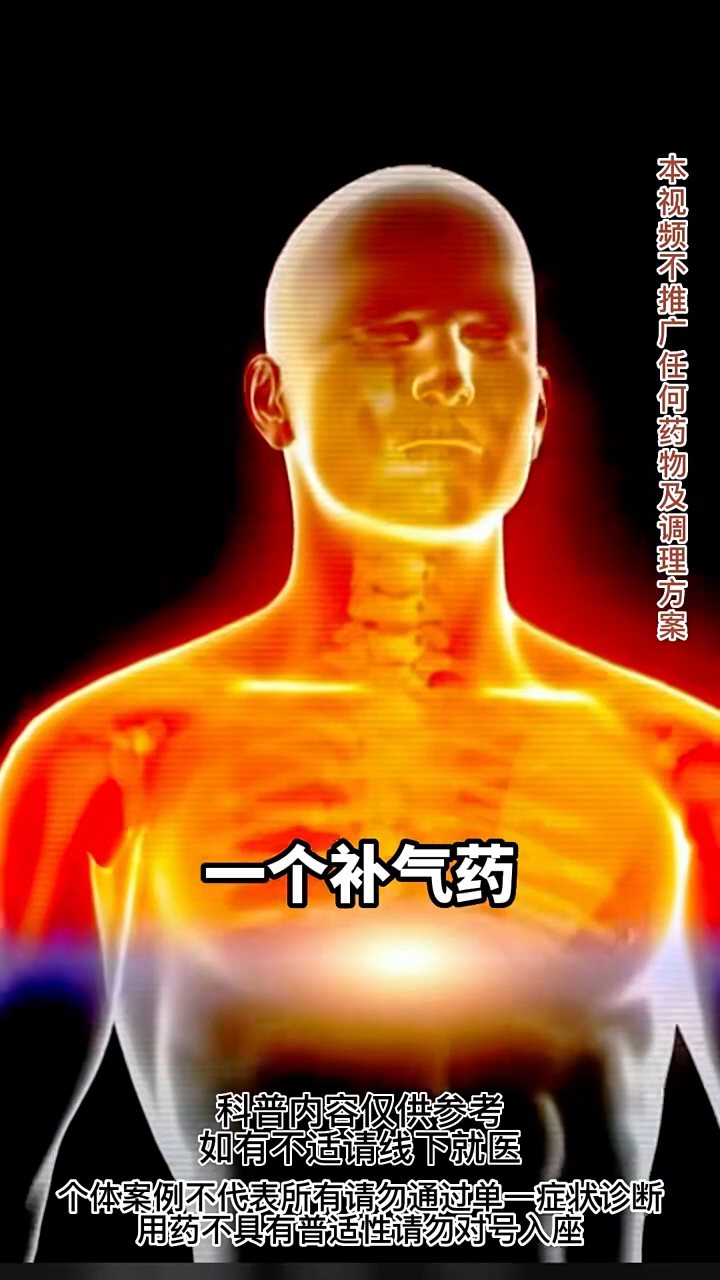 本视频不推广任何药物及调理方案
一个补气药
科普内容仅供参考
如有不适请线下就医
个体案例不代表所有请勿通过单一症状诊断
用药不具有普适性请勿对号入座